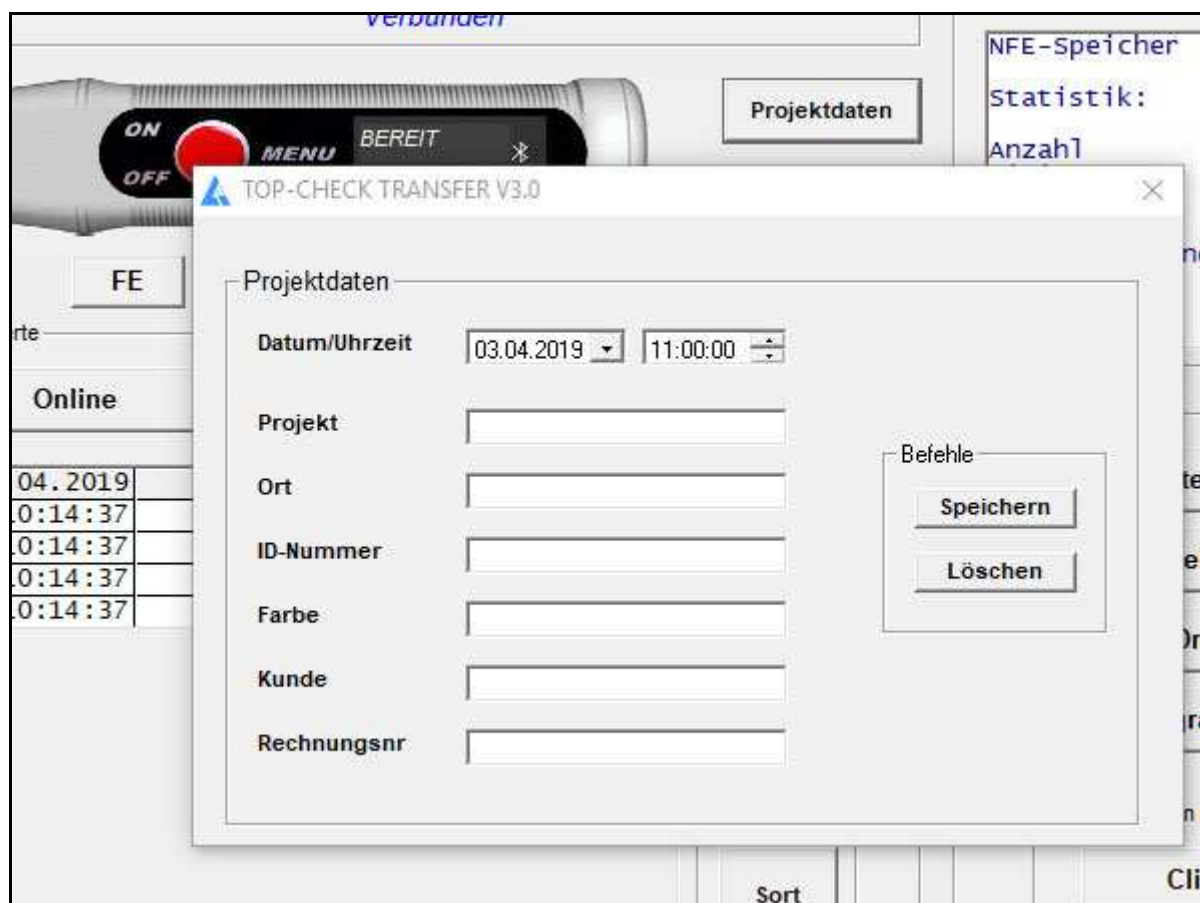 Verbunden
NFE-Speicher
Statistik:
Anzahl
Projektdaten
ON
OFF
MENU
BEREIT
FE
Online
04.2019
0:14:37
0:14:37
0:14:37
0:14:37
TOP-CHECK TRANSFER V3.0
Projektdaten
Datum/Uhrzeit 03.04.2019 11:00:00
Projekt
Ort
ID-Nummer
Farbe
Kunde
Rechnungsnr
Befehle
Speichern
Löschen
Sort